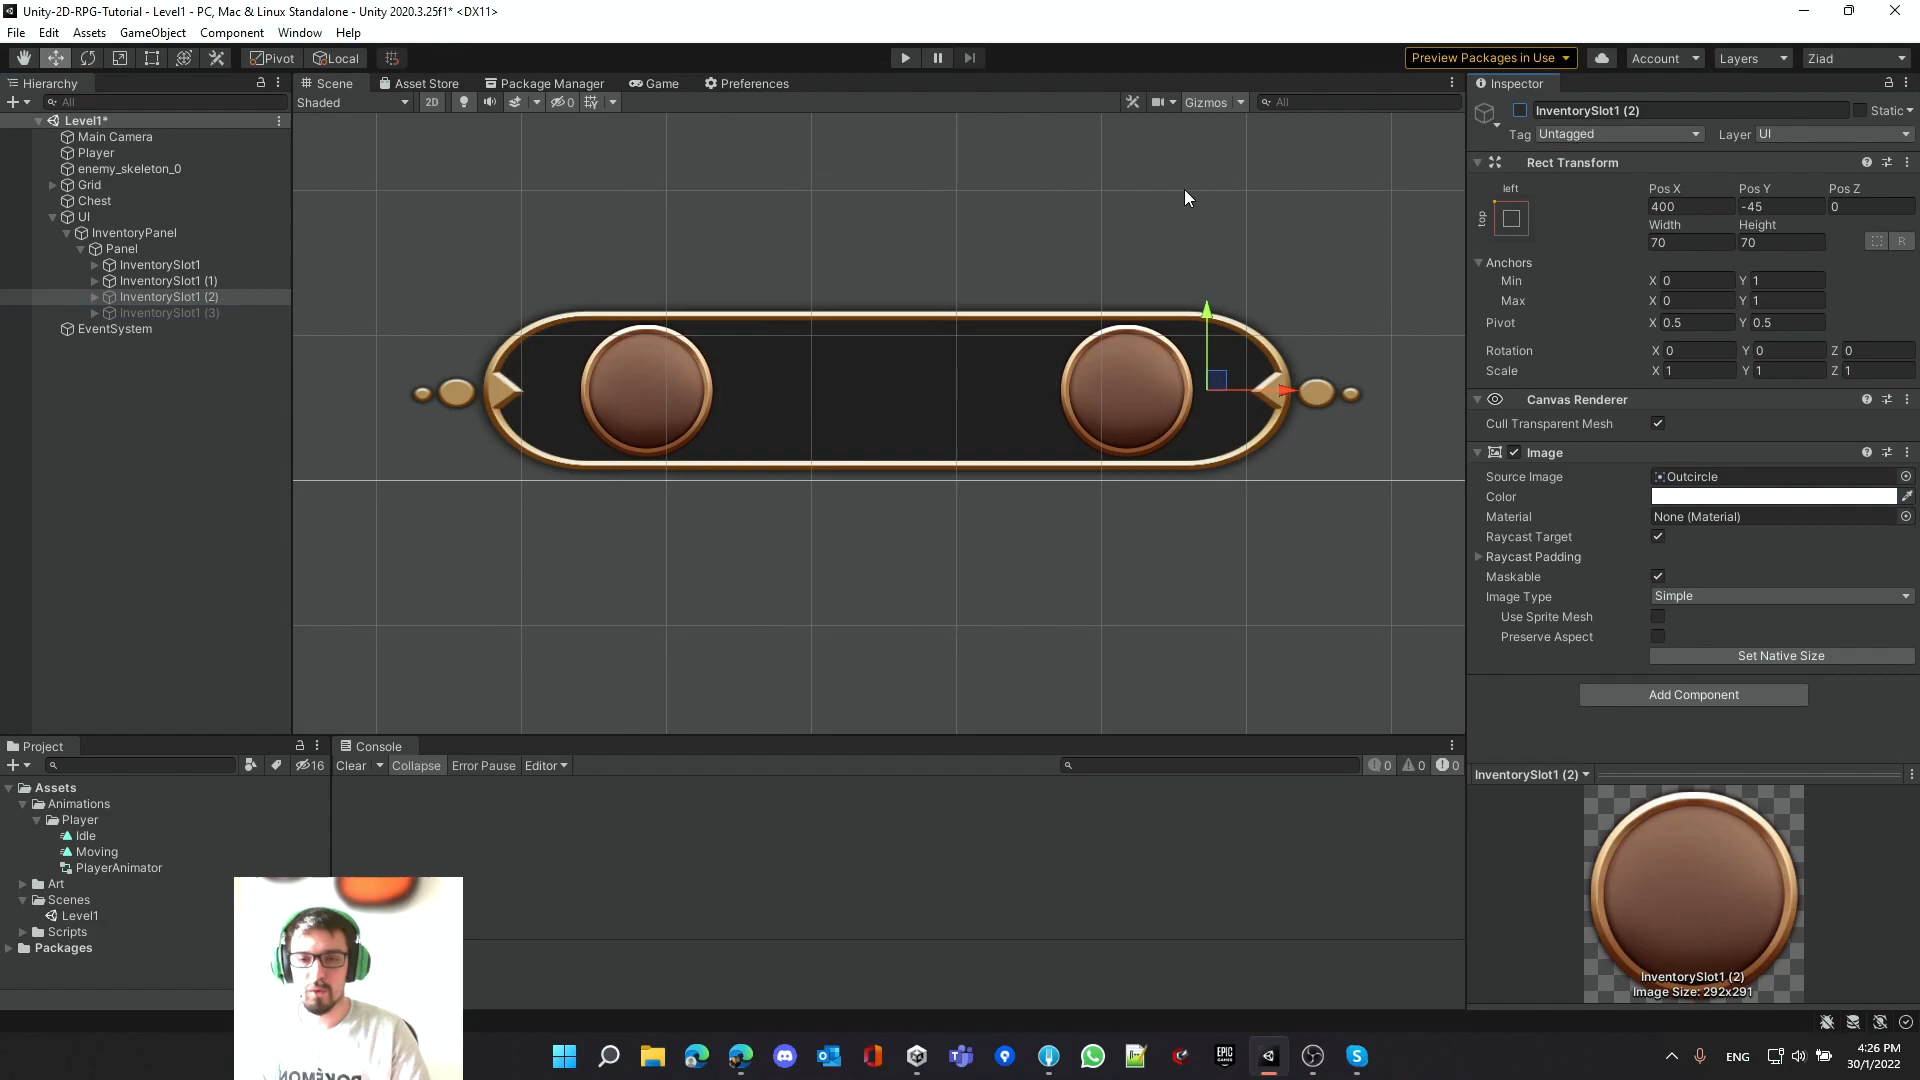 Unity-2D-RPG-Tutorial - Level1 - PC, Mac & Linux Standalone - Unity 2020.3.25f1* <DX11>
File Edit Assets GameObject Component Window Help
Pivot Local Preview Packages in Use Account Layers Ziad
Hierarchy
All
Level1*
Main Camera
Player
enemy_skeleton_0
Grid
Chest
UI
InventoryPanel
Panel
InventorySlot1
InventorySlot1 (1)
InventorySlot1 (2)
InventorySlot1 (3)
EventSystem
Scene Asset Store Package Manager Game Preferences
Shaded 2D 0 Gizmos All
Inspector
InventorySlot1 (2) Static
Tag Untagged Layer UI
Rect Transform
left
top
Pos X Pos Y Pos Z
400 -45 0
Width Height
70 70 R
Anchors
Min X 0 Y 1
Max X 0 Y 1
Pivot X 0.5 Y 0.5
Rotation X 0 Y 0 Z 0
Scale X 1 Y 1 Z 1
Canvas Renderer
Cull Transparent Mesh
Image
Source Image Outcircle
Color
Material None (Material)
Raycast Target
Raycast Padding
Maskable
Image Type Simple
Use Sprite Mesh
Preserve Aspect
Set Native Size
Add Component
InventorySlot1 (2)
InventorySlot1 (2)
Image Size: 292x291
Project
16
Assets
Animations
Player
Idle
Moving
PlayerAnimator
Art
Scenes
Level1
Scripts
Packages
Console
Clear Collapse Error Pause Editor 0 0 0
EPIC GAMES
ENG
4:26 PM
30/1/2022